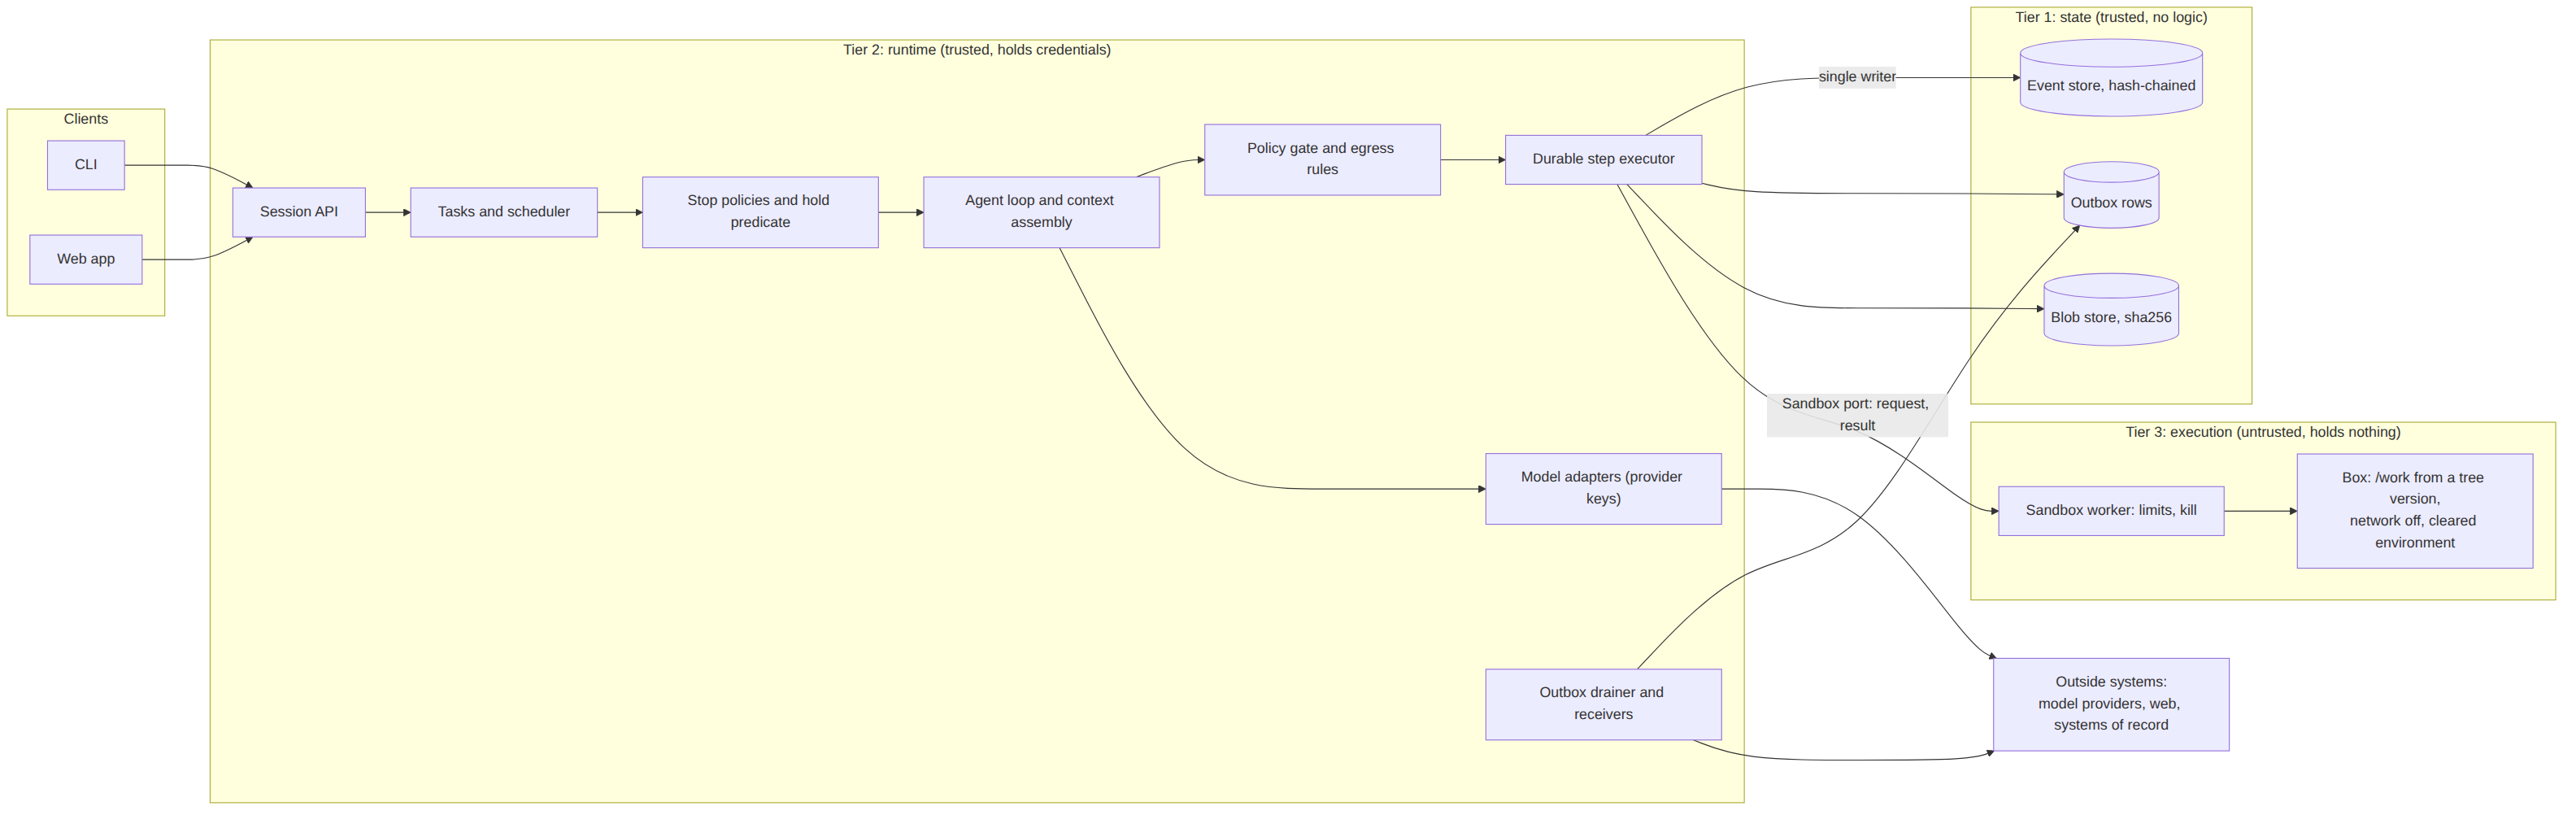 Clients
CLI
Web app
Tier 2: runtime (trusted, holds credentials)
Session API
Tasks and scheduler
Stop policies and hold
predicate
Agent loop and context
assembly
Policy gate and egress
rules
Durable step executor
Model adapters (provider
keys)
Outbox drainer and
receivers
single writer
Sandbox port: request,
result
Tier 1: state (trusted, no logic)
Event store, hash-chained
Outbox rows
Blob store, sha256
Tier 3: execution (untrusted, holds nothing)
Sandbox worker: limits, kill
Box: /work from a tree
version,
network off, cleared
environment
Outside systems:
model providers, web,
systems of record